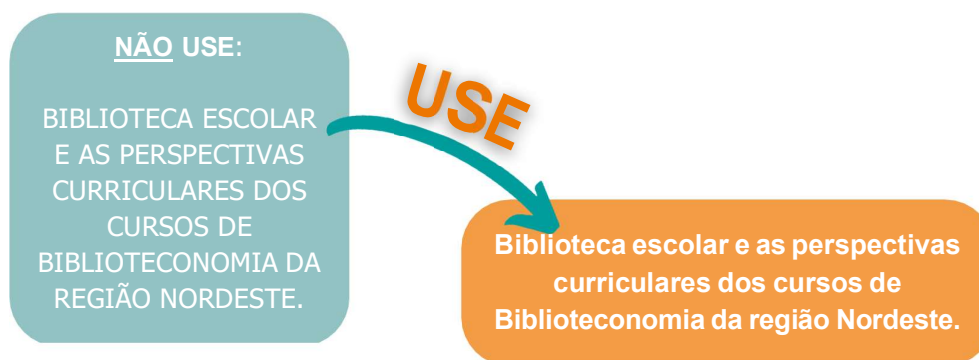 NÃO USE:
BIBLIOTECA ESCOLAR
E AS PERSPECTIVAS
CURRICULARES DOS
CURSOS DE
BIBLIOTECONOMIA DA
REGIÃO NORDESTE.
USE
Biblioteca escolar e as perspectivas
curriculares dos cursos de
Biblioteconomia da região Nordeste.